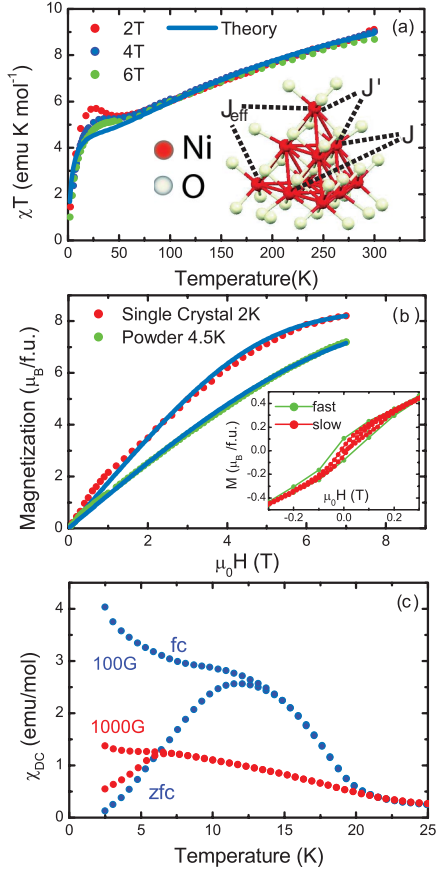 2T
4T
6T
Theory
(a)
χT (emu K mol⁻¹)
10
8
6
4
2
0
J_eff
J'
J
Ni
O
0 50 100 150 200 250 300
Temperature(K)
(b)
Single Crystal 2K
Powder 4.5K
Magnetization (μ_B/f.u.)
8
6
4
2
0
fast
slow
M (μ_B /f.u.)
0.4
0.2
0.0
-0.2
-0.4
μ₀H (T)
-0.2 0.0 0.2
0 2 4 6 8
μ₀H (T)
(c)
χ_DC (emu/mol)
4
3
2
1
0
fc
100G
1000G
zfc
0 5 10 15 20 25
Temperature (K)